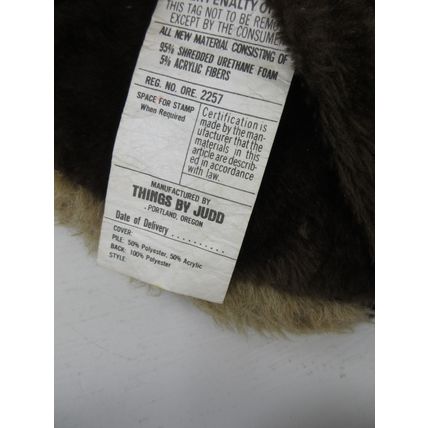 PENALTY O
THIS TAG NOT TO BE REMO
EXCEPT BY THE CONSUME
ALL NEW MATERIAL CONSISTING OF
95% SHREDDED URETHANE FOAM
5% ACRYLIC FIBERS
REG. NO. ORE. 2257
SPACE FOR STAMP
When Required
Certification is
made by the man-
ufacturer that the
materials in this
article are describ-
ed in accordance
with law.
MANUFACTURED BY
THINGS BY JUDD
PORTLAND, OREGON
Date of Delivery ..........
COVER:
PILE: 50% Polyester, 50% Acrylic
BACK: 100% Polyester
STYLE: